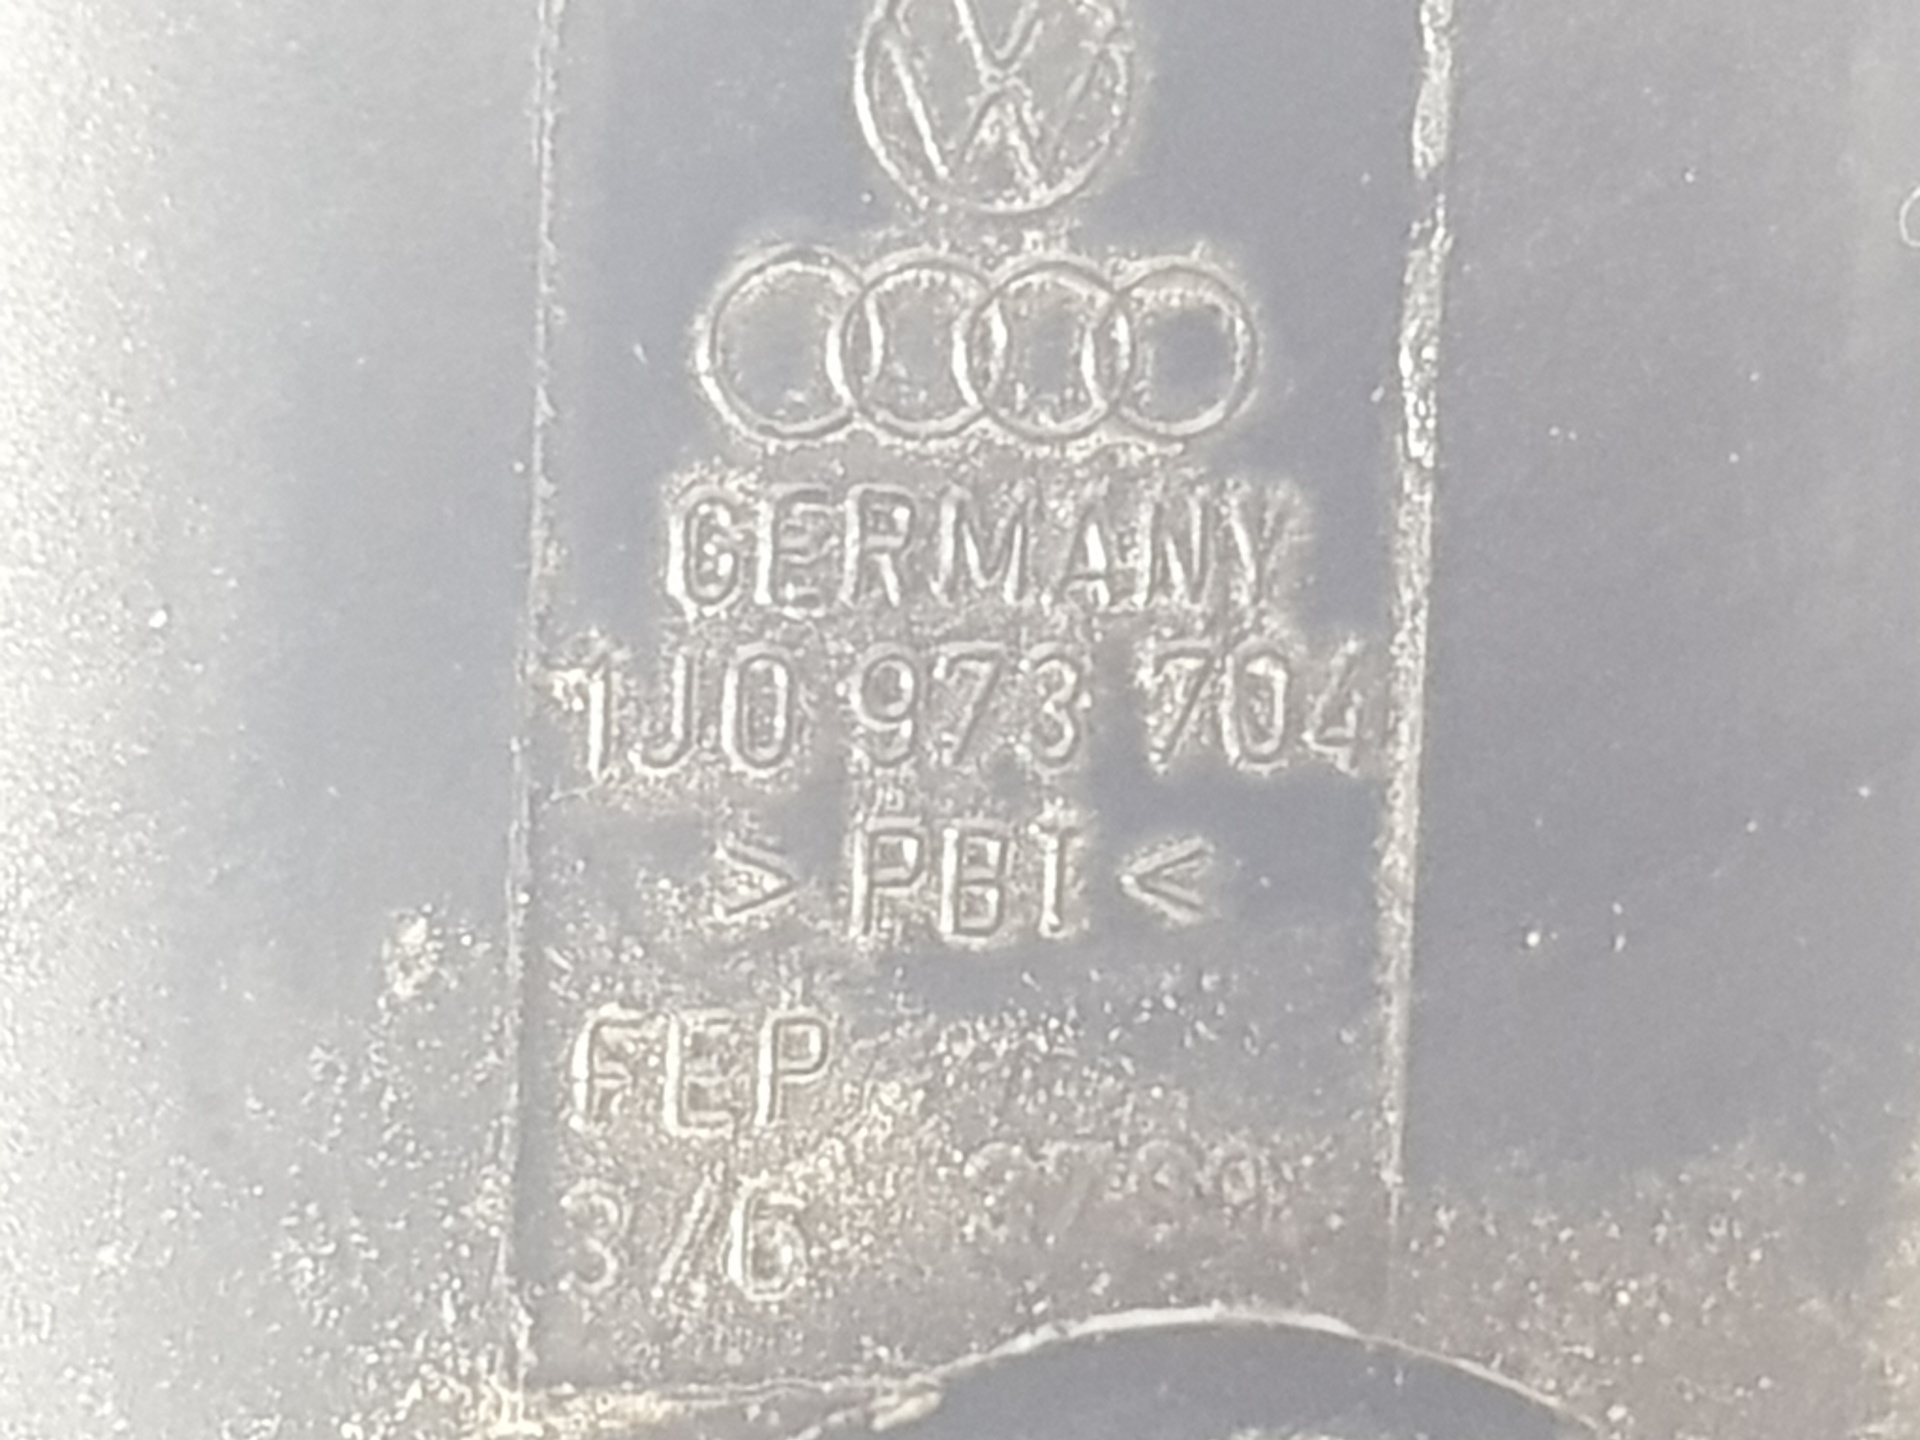 GERMANY
1J0 973 704
> PBT <
FEP
3/6